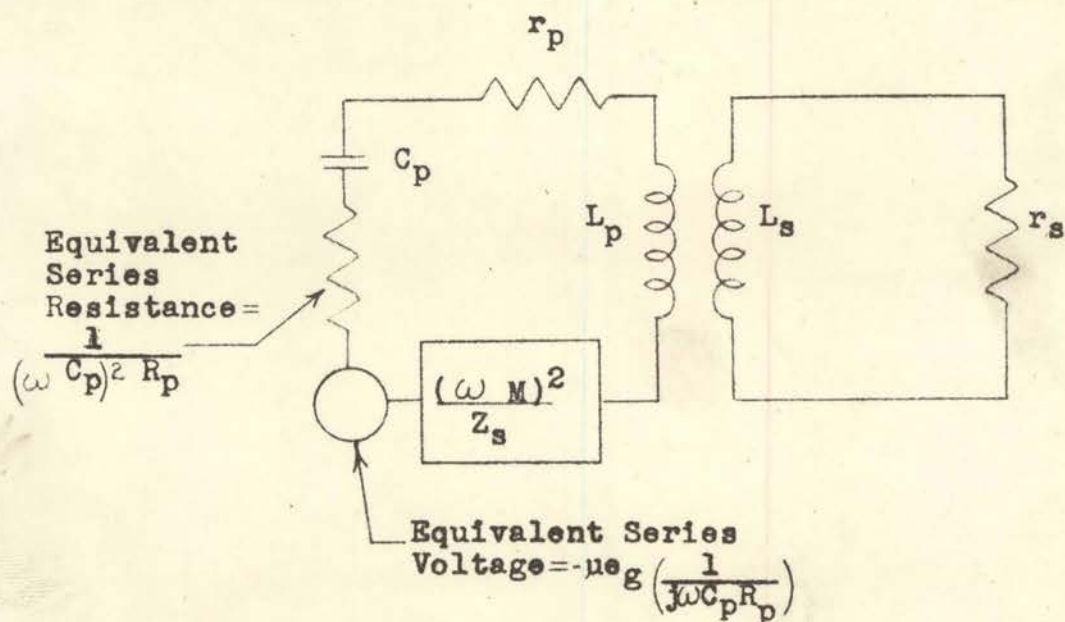 r_p
C_p
L_p
L_s
r_s
Equivalent
Series
Resistance=
1
(ω C_p)² R_p
(ω M)²
Z_s
Equivalent Series
Voltage=-μe_g (1
jωC_pR_p)